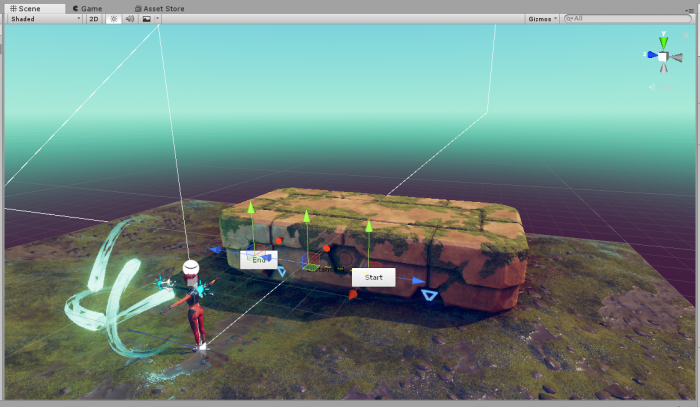 Scene Game Asset Store
Shaded 2D Gizmos All
End
Start